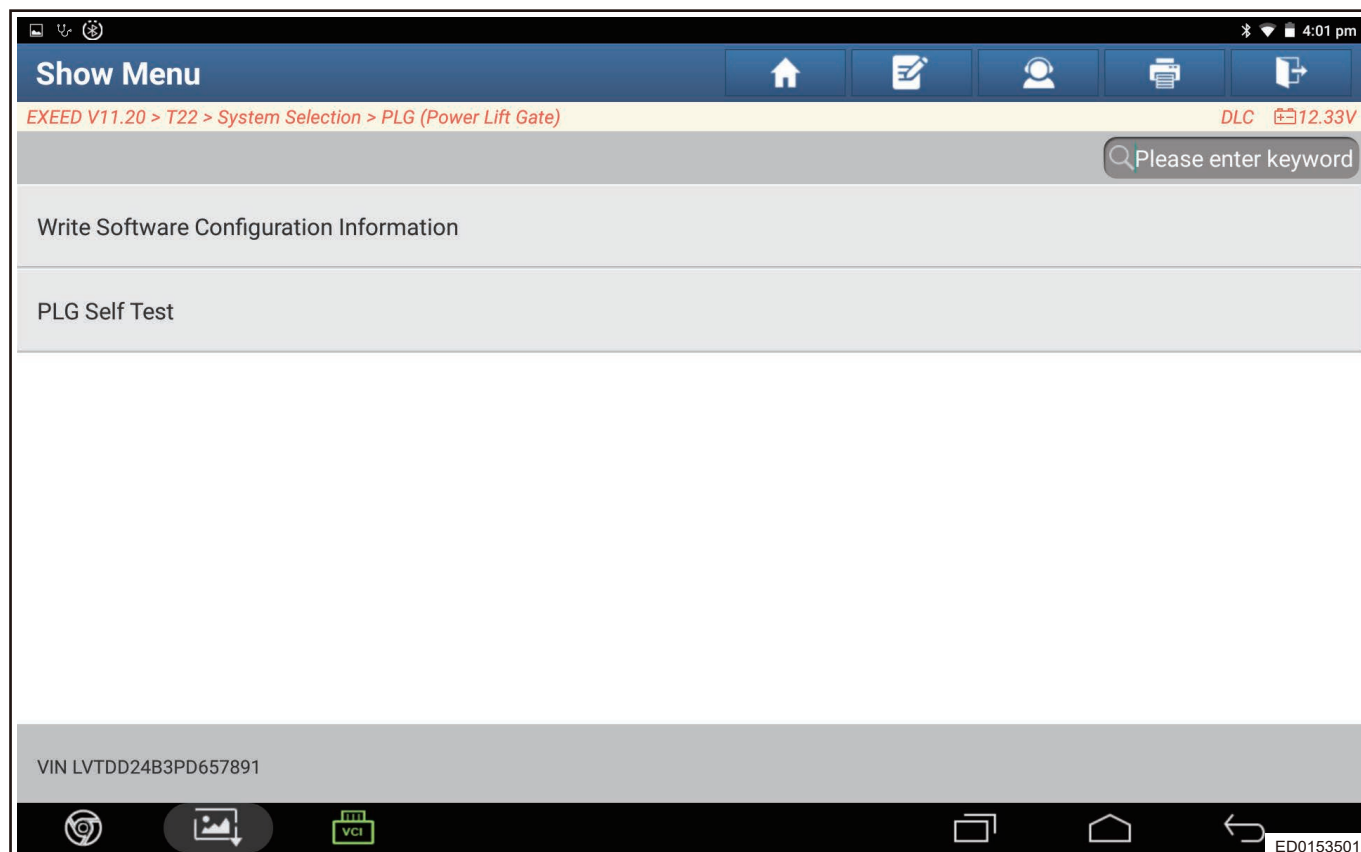 4:01 pm
Show Menu
EXEED V11.20 > T22 > System Selection > PLG (Power Lift Gate)
DLC 12.33V
Please enter keyword
Write Software Configuration Information
PLG Self Test
VIN LVTDD24B3PD657891
VCI
ED0153501